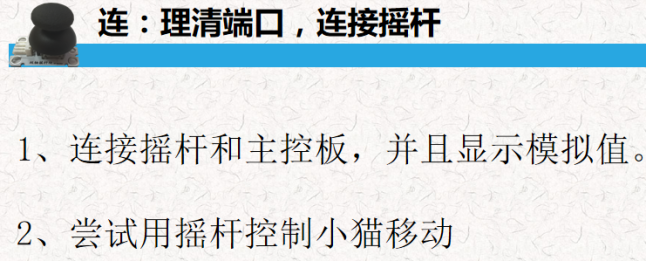 连：理清端口，连接摇杆
1、连接摇杆和主控板，并且显示模拟值。
2、尝试用摇杆控制小猫移动